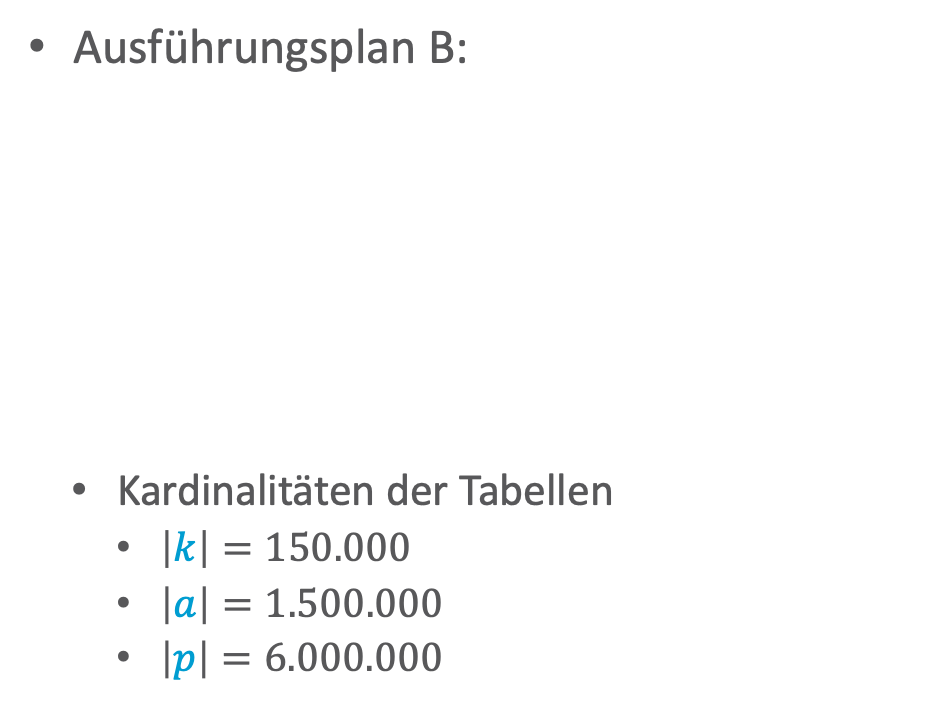 • Ausführungsplan B:
• Kardinalitäten der Tabellen
• |k| = 150.000
• |a| = 1.500.000
• |p| = 6.000.000